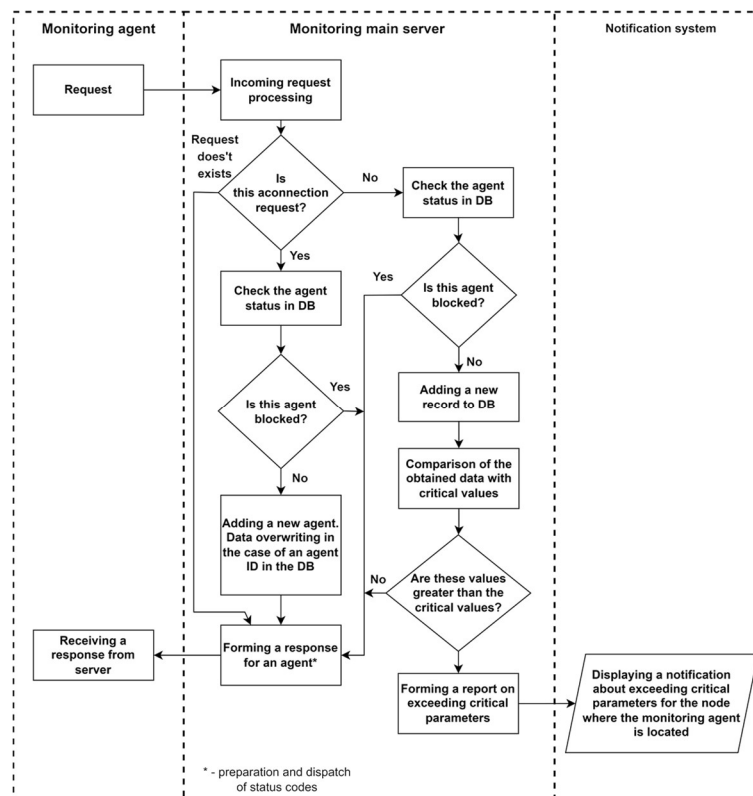 Monitoring agent
Monitoring main server
Notification system
Request
Incoming request
processing
Request
does't
exists
Is
this aconnection
request?
No
Check the agent
status in DB
Yes
Check the agent
status in DB
Yes
Is this agent
blocked?
No
Adding a new
record to DB
Yes
Is this agent
blocked?
No
Comparison of the
obtained data with
critical values
Adding a new agent.
Data overwriting in
in the case of an agent
ID in the DB
No
Are these values
greater than the
critical values?
Receiving a
response from
server
Forming a response
for an agent*
Forming a report on
exceeding critical
parameters
Displaying a notification
about exceeding critical
parameters for the node
where the monitoring agent
is located
* - preparation and dispatch
of status codes